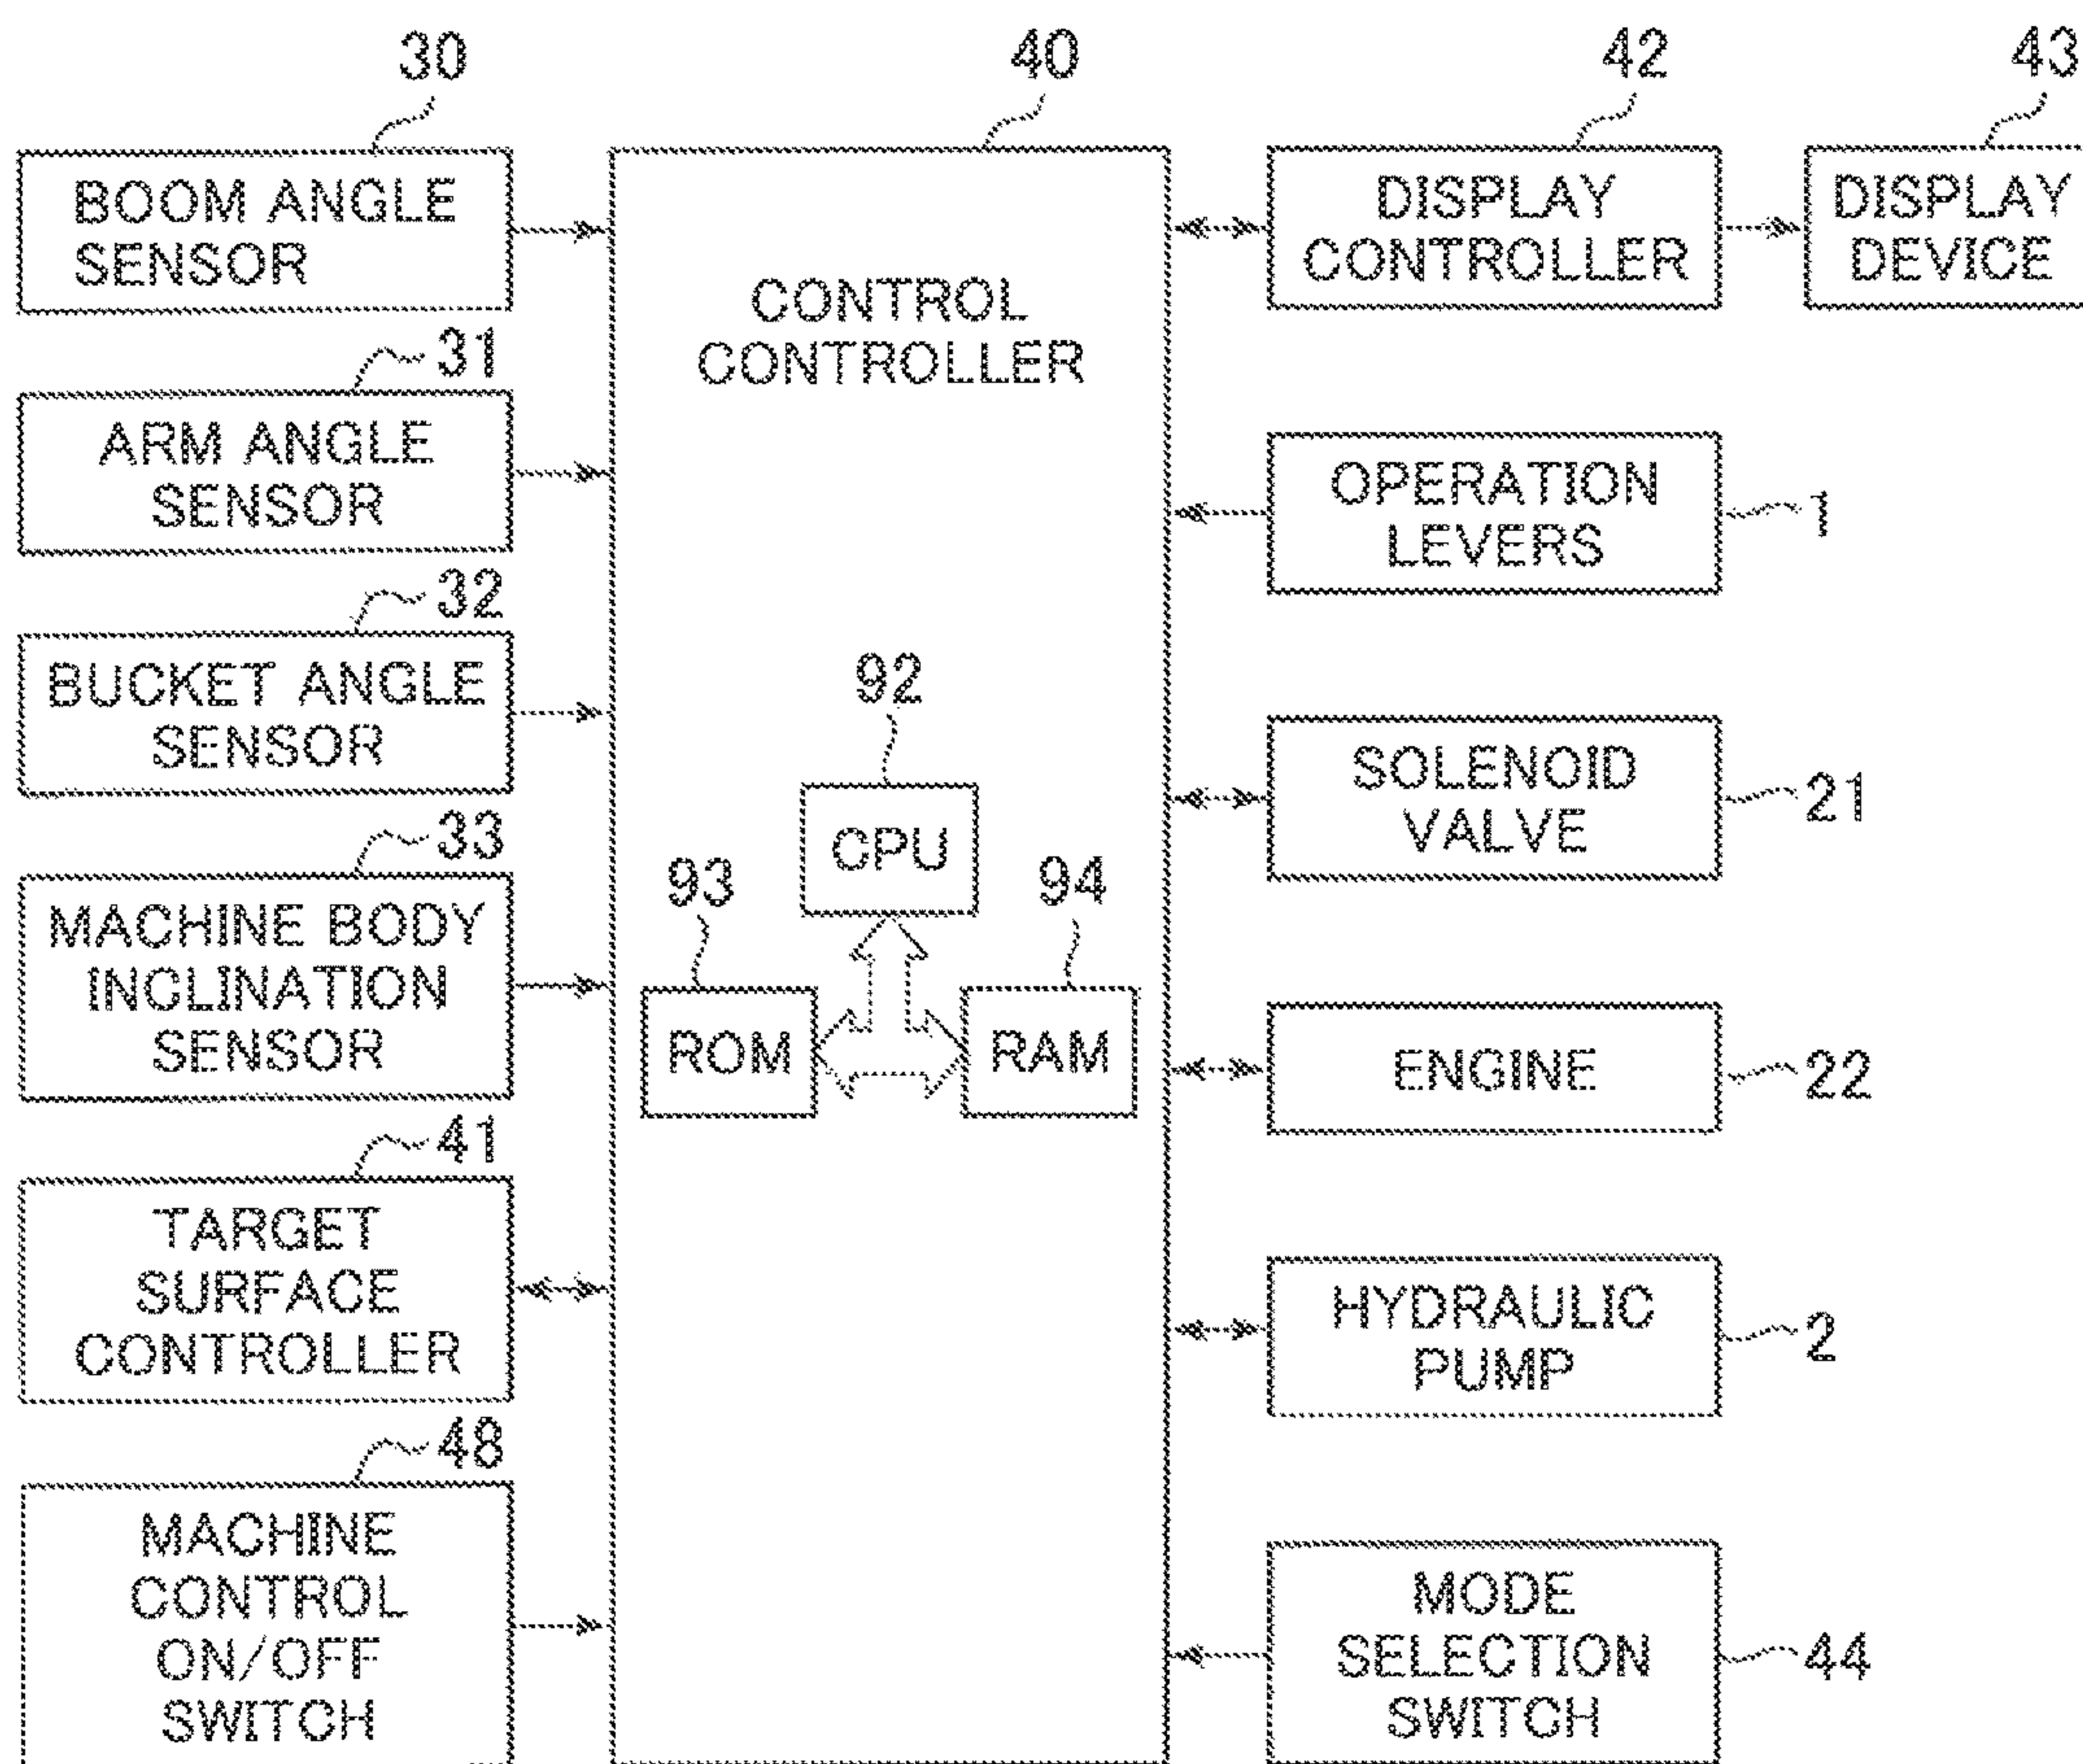 30
BOOM ANGLE
SENSOR
31
ARM ANGLE
SENSOR
32
BUCKET ANGLE
SENSOR
33
MACHINE BODY
INCLINATION
SENSOR
41
TARGET
SURFACE
CONTROLLER
48
MACHINE
CONTROL
ON/OFF
SWITCH
40
CONTROL
CONTROLLER
92
CPU
93
ROM
94
RAM
42
DISPLAY
CONTROLLER
43
DISPLAY
DEVICE
OPERATION
LEVERS
1
SOLENOID
VALVE
21
ENGINE
22
HYDRAULIC
PUMP
2
MODE
SELECTION
SWITCH
44